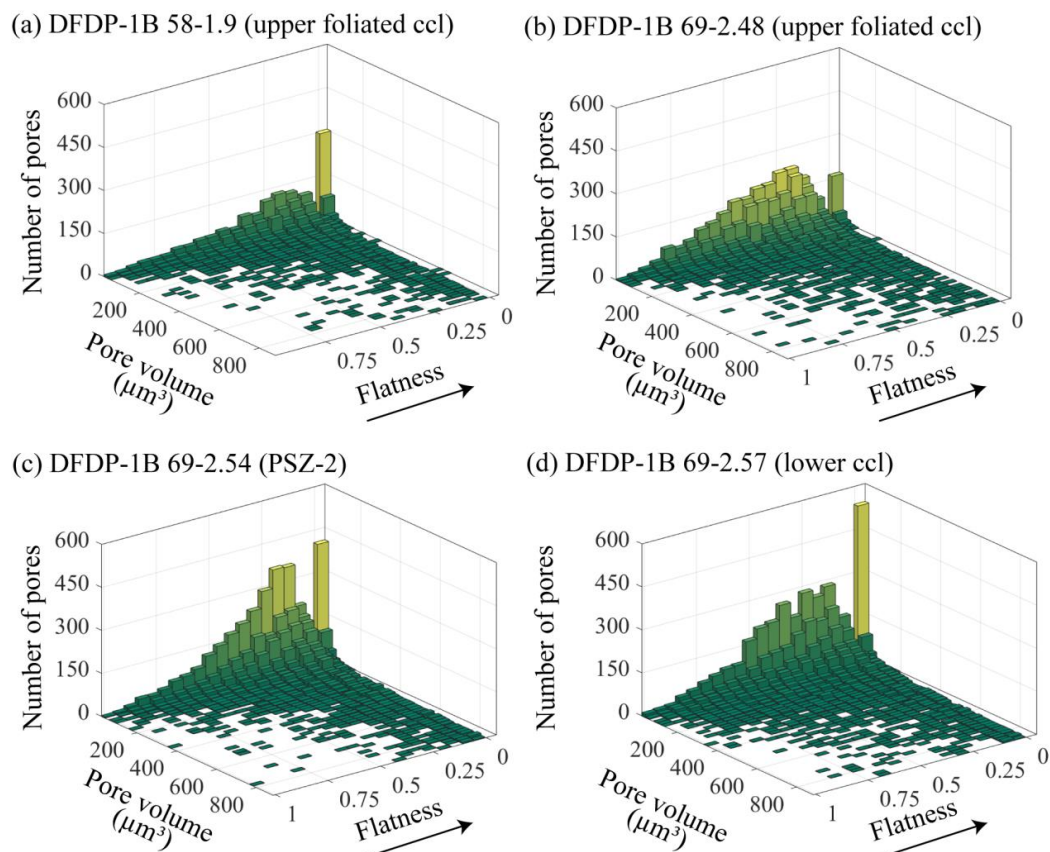 (a) DFDP-1B 58-1.9 (upper foliated ccl)
600
450
300
150
0
Number of pores
200
400
600
800
Pore volume
(µm³)
0.75
0.5
0.25
0
Flatness
(b) DFDP-1B 69-2.48 (upper foliated ccl)
600
450
300
150
0
Number of pores
200
400
600
800
Pore volume
(µm³)
1
0.75
0.5
0.25
0
Flatness
(c) DFDP-1B 69-2.54 (PSZ-2)
600
450
300
150
0
Number of pores
200
400
600
800
Pore volume
(µm³)
1
0.75
0.5
0.25
0
Flatness
(d) DFDP-1B 69-2.57 (lower ccl)
600
450
300
150
0
Number of pores
200
400
600
800
Pore volume
(µm³)
1
0.75
0.5
0.25
0
Flatness